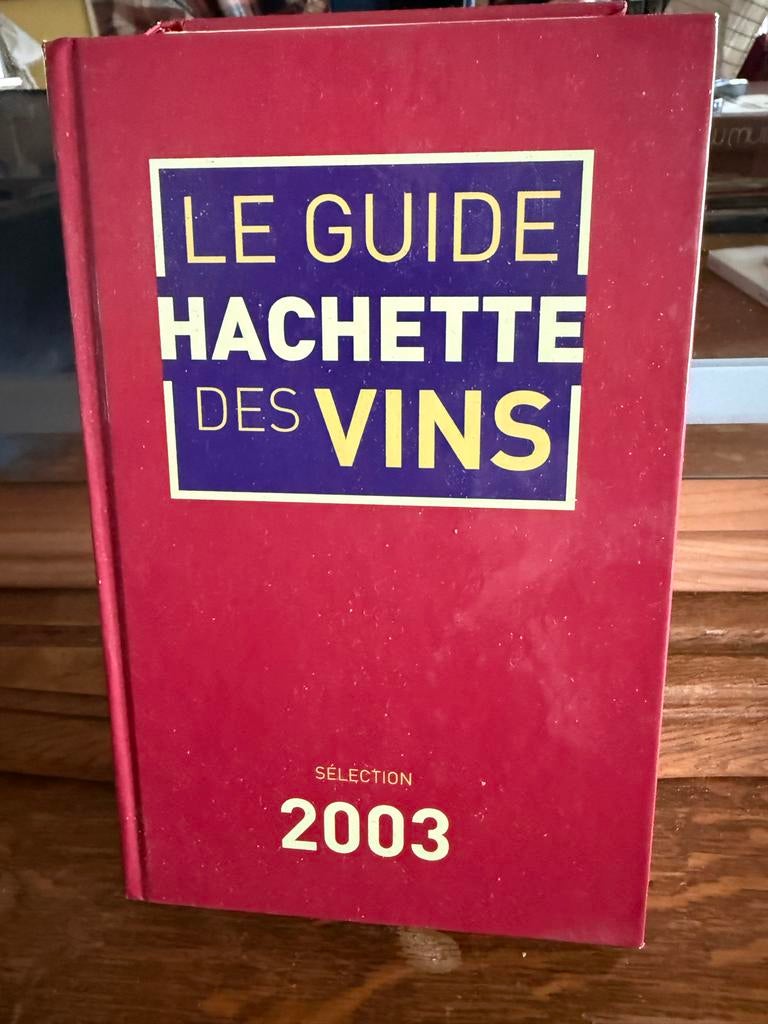 LE GUIDE
HACHETTE
DES VINS
SÉLECTION
2003